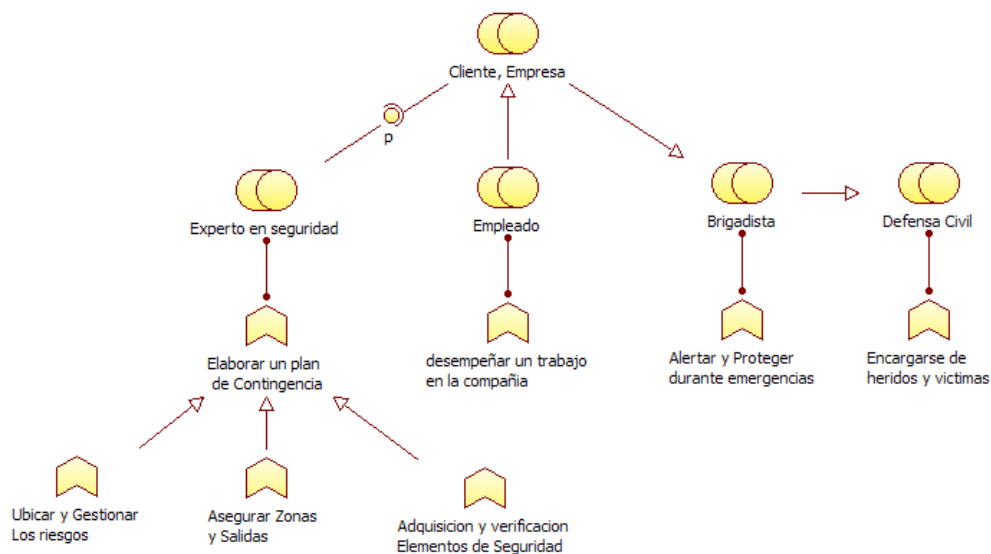 Cliente, Empresa
p
Experto en seguridad
Empleado
Brigadista
Defensa Civil
Elaborar un plan
de Contingencia
desempeñar un trabajo
en la compañia
Alertar y Proteger
durante emergencias
Encargarse de
heridos y victimas
Ubicar y Gestionar
Los riesgos
Asegurar Zonas
y Salidas
Adquisicion y verificacion
Elementos de Seguridad